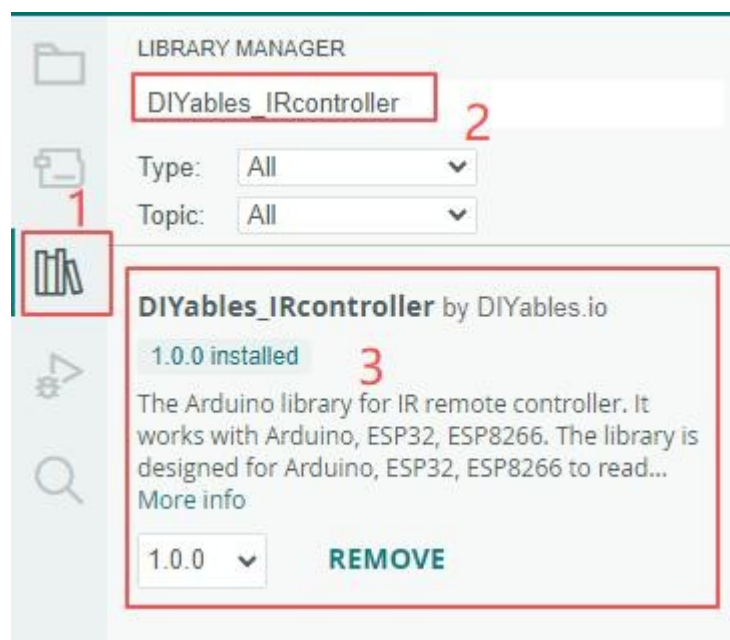 LIBRARY MANAGER
DIYables_IRcontroller
2
Type: All
1
Topic: All
DIYables_IRcontroller by DIYables.io
1.0.0 installed
3
The Arduino library for IR remote controller. It
works with Arduino, ESP32, ESP8266. The library is
designed for Arduino, ESP32, ESP8266 to read...
More info
1.0.0 REMOVE